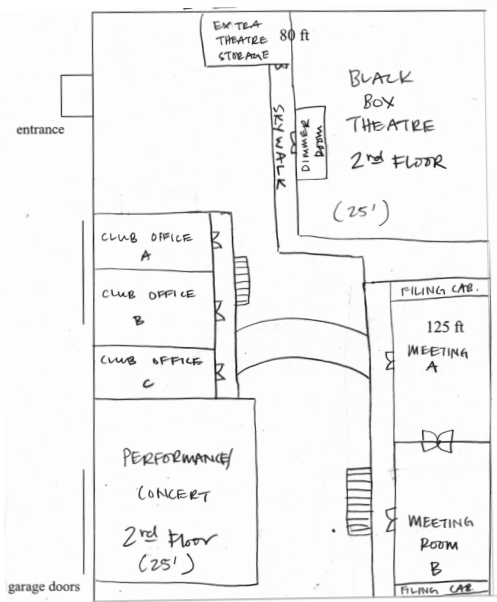 EXTRA
THEATRE
STORAGE
80 ft
BLACK
BOX
THEATRE
2nd FLOOR
(25')
SKYWALK
DIMMER
ROOM
entrance
CLUB OFFICE
A
CLUB OFFICE
B
CLUB OFFICE
C
FILING CAB.
125 ft
MEETING
A
PERFORMANCE/
CONCERT
2nd Floor
(25')
MEETING
ROOM
B
FILING CAB
garage doors